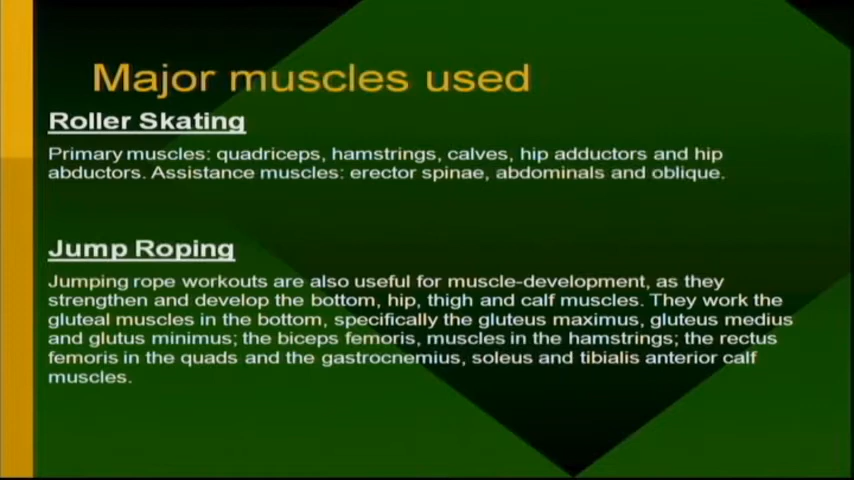 Major muscles used
Roller Skating
Primary muscles: quadriceps, hamstrings, calves, hip adductors and hip
abductors. Assistance muscles: erector spinae, abdominals and oblique.
Jump Roping
Jumping rope workouts are also useful for muscle-development, as they
strengthen and develop the bottom, hip, thigh and calf muscles. They work the
gluteal muscles in the bottom, specifically the gluteus maximus, gluteus medius
and glutus minimus; the biceps femoris, muscles in the hamstrings; the rectus
femoris in the quads and the gastrocnemius, soleus and tibialis anterior calf
muscles.